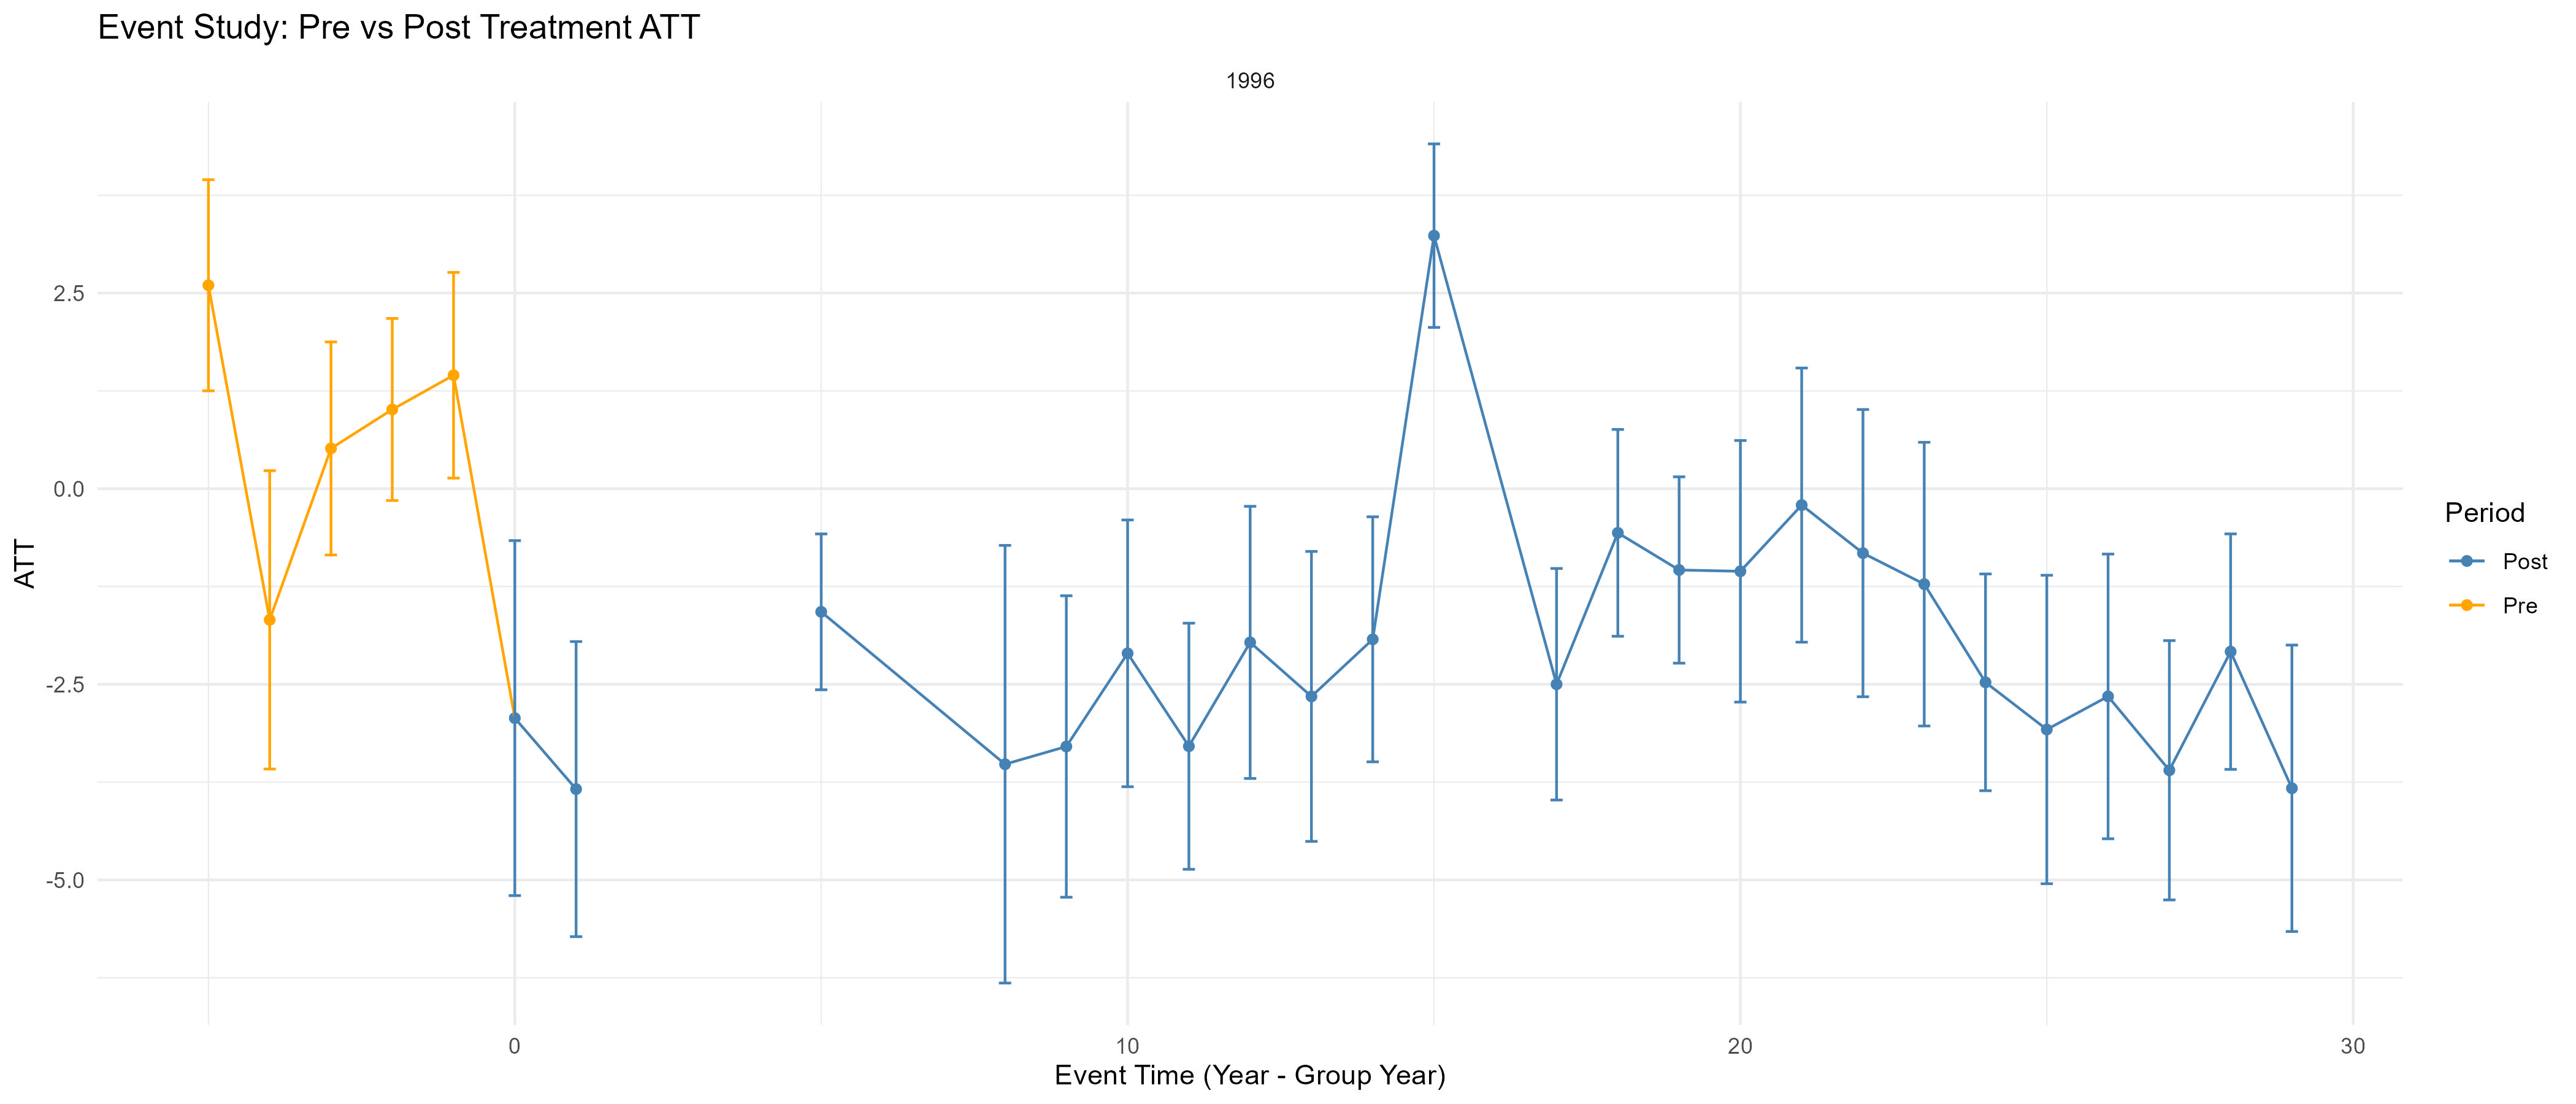 Event Study: Pre vs Post Treatment ATT
1996
2.5
0.0
-2.5
-5.0
ATT
0
10
20
30
Event Time (Year - Group Year)
Period
Post
Pre